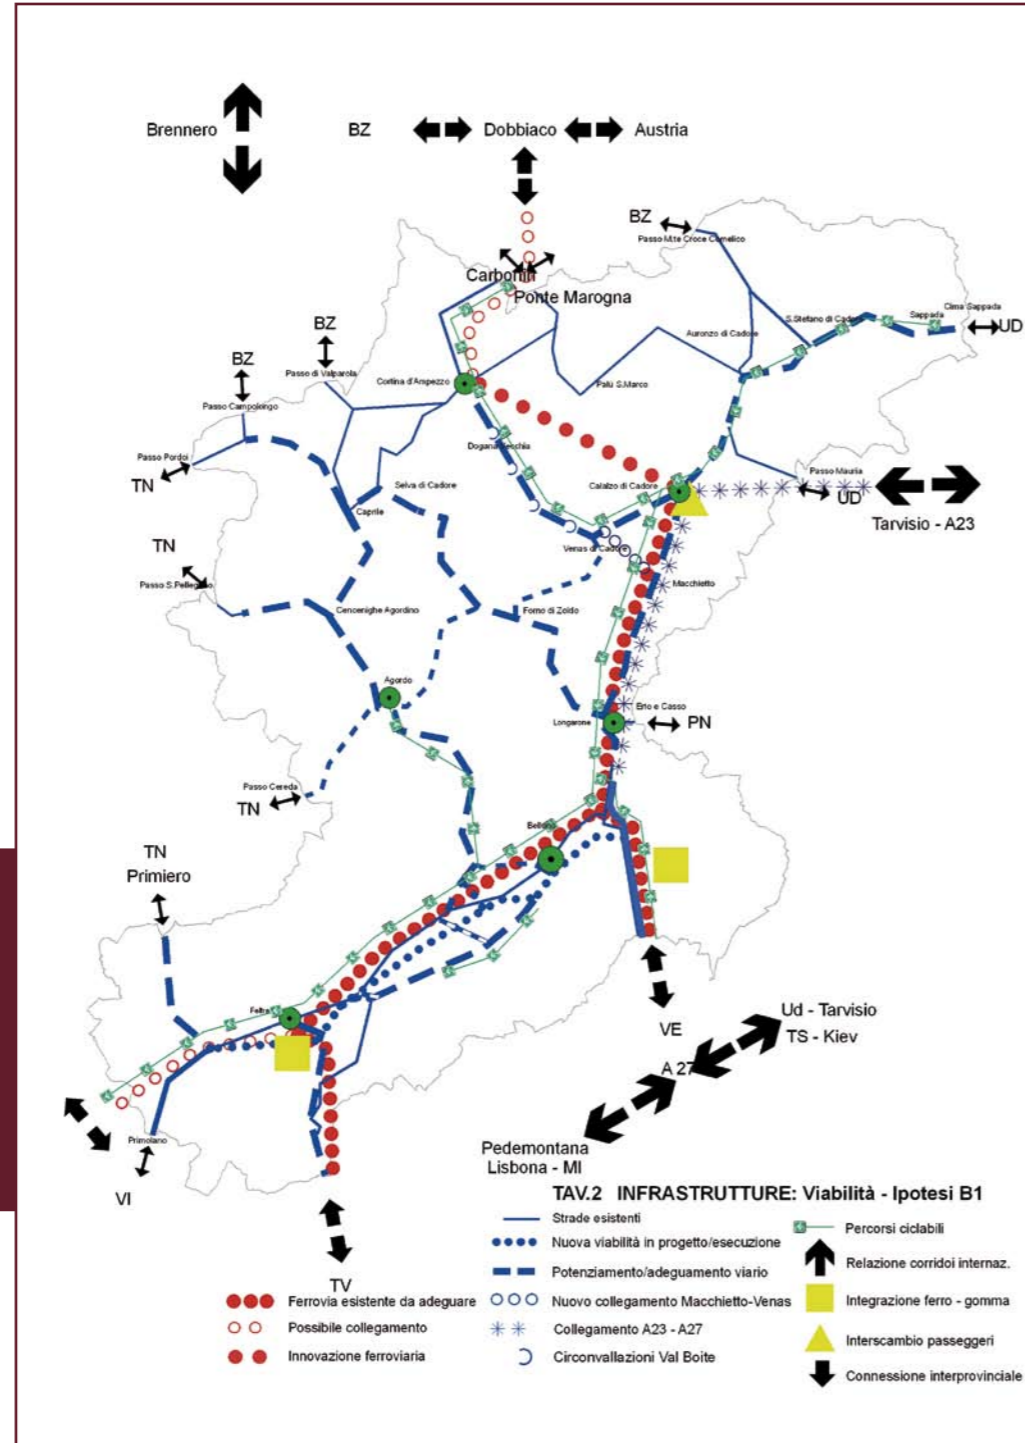 Brennero
BZ
Dobbiaco
Austria
BZ
Passo M.te Croce Comelico
Carbonin
Ponte Marogna
Cima Sappada
Sappada
S.Stefano di Cadore
UD
BZ
Auronzo di Cadore
Passo di Valparola
BZ
Cortina d'Ampezzo
Palù S.Marco
Passo Campolongo
Dogana Vecchia
Passo Pordoi
TN
Selva di Cadore
Calalzo di Cadore
Passo Mauria
UD
Tarvisio - A23
Caprile
TN
Venas di Cadore
Passo S.Pellegrino
Macchietto
Cencenighe Agordino
Forno di Zoldo
Agordo
Erto e Casso
Longarone
PN
Passo Cereda
TN
Belluno
TN
Primiero
Feltre
VE
Ud - Tarvisio
TS - Kiev
A 27
Primolano
VI
Pedemontana
Lisbona - MI
TV
TAV.2 INFRASTRUTTURE: Viabilità - Ipotesi B1
Strade esistenti
Nuova viabilità in progetto/esecuzione
Potenziamento/adeguamento viario
Nuovo collegamento Macchietto-Venas
Collegamento A23 - A27
Circonvallazioni Val Boite
Ferrovia esistente da adeguare
Possibile collegamento
Innovazione ferroviaria
Percorsi ciclabili
Relazione corridoi internaz.
Integrazione ferro - gomma
Interscambio passeggeri
Connessione interprovinciale